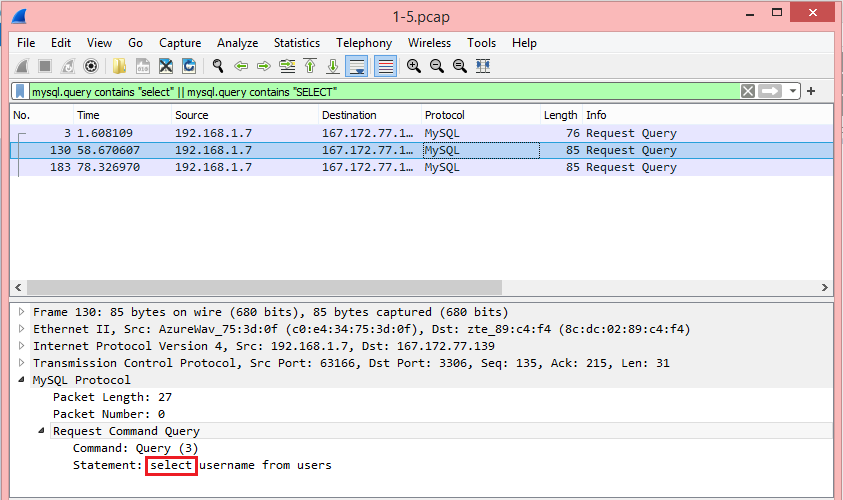 1-5.pcap
File Edit View Go Capture Analyze Statistics Telephony Wireless Tools Help
mysql.query contains "select" || mysql.query contains "SELECT"
No. Time Source Destination Protocol Length Info
3 1.608109 192.168.1.7 167.172.77.1… MySQL 76 Request Query
130 58.670607 192.168.1.7 167.172.77.1… MySQL 85 Request Query
183 78.326970 192.168.1.7 167.172.77.1… MySQL 85 Request Query
Frame 130: 85 bytes on wire (680 bits), 85 bytes captured (680 bits)
Ethernet II, Src: AzureWav_75:3d:0f (c0:e4:34:75:3d:0f), Dst: zte_89:c4:f4 (8c:dc:02:89:c4:f4)
Internet Protocol Version 4, Src: 192.168.1.7, Dst: 167.172.77.139
Transmission Control Protocol, Src Port: 63166, Dst Port: 3306, Seq: 135, Ack: 215, Len: 31
MySQL Protocol
Packet Length: 27
Packet Number: 0
Request Command Query
Command: Query (3)
Statement: select username from users